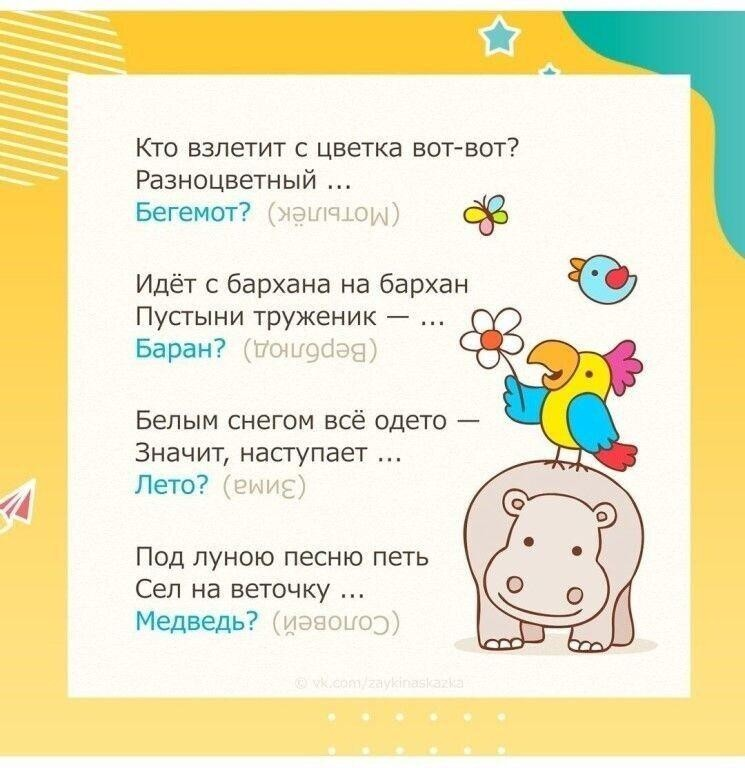 Кто взлетит с цветка вот-вот?
Разноцветный ...
Бегемот? (Мотылёк)
Идёт с бархана на бархан
Пустыни труженик — ...
Баран? (Верблюд)
Белым снегом всё одето —
Значит, наступает ...
Лето? (Зима)
Под луною песню петь
Сел на веточку ...
Медведь? (Соловей)
© vk.com/zaykinaskazka